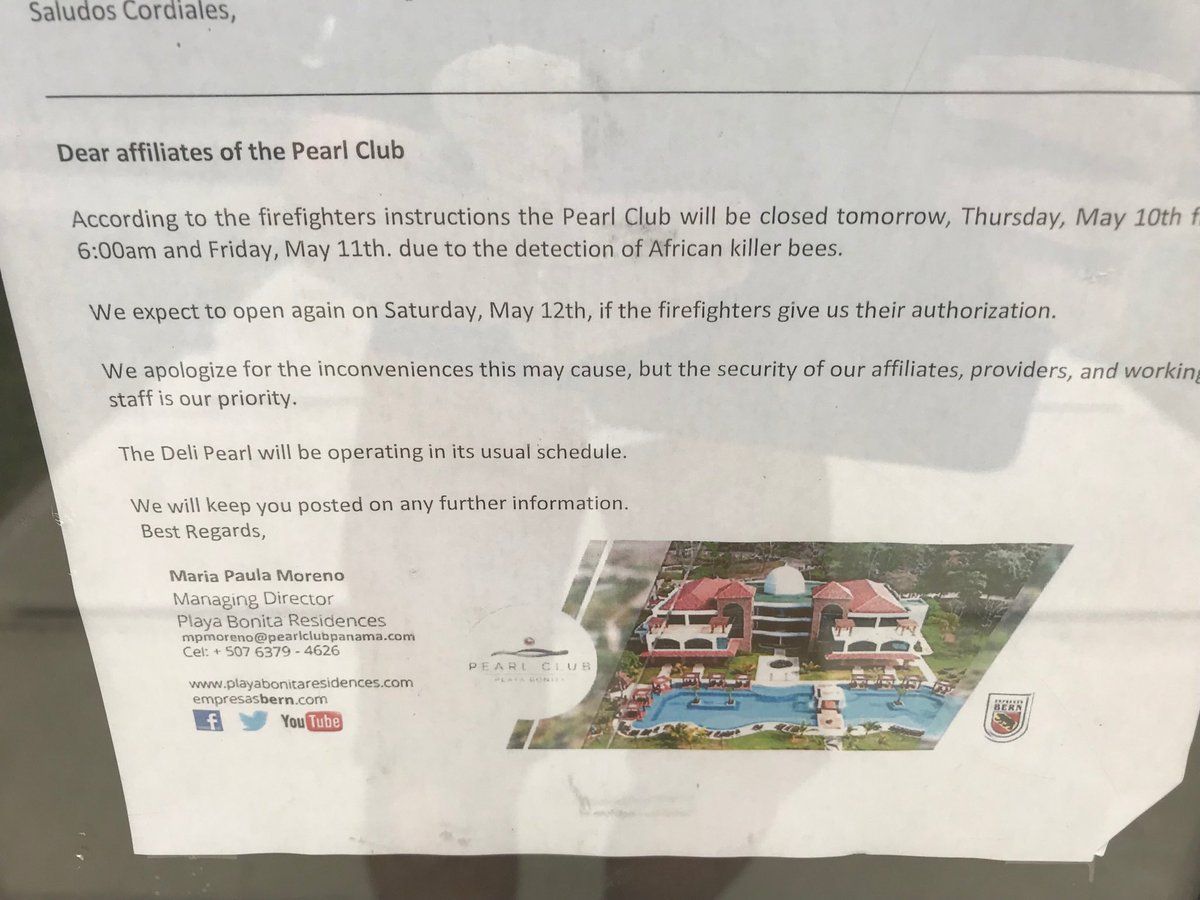 Saludos Cordiales,
Dear affiliates of the Pearl Club
According to the firefighters instructions the Pearl Club will be closed tomorrow, Thursday, May 10th f
6:00am and Friday, May 11th. due to the detection of African killer bees.
We expect to open again on Saturday, May 12th, if the firefighters give us their authorization.
We apologize for the inconveniences this may cause, but the security of our affiliates, providers, and working
staff is our priority.
The Deli Pearl will be operating in its usual schedule.
We will keep you posted on any further information.
Best Regards,
Maria Paula Moreno
Managing Director
Playa Bonita Residences
mpmoreno@pearlclubpanama.com
Cel: + 507 6379 - 4626
www.playabonitaresidences.com
empresasbern.com
f
YouTube
PEARL CLUB
PLAYA BONITA
BERN